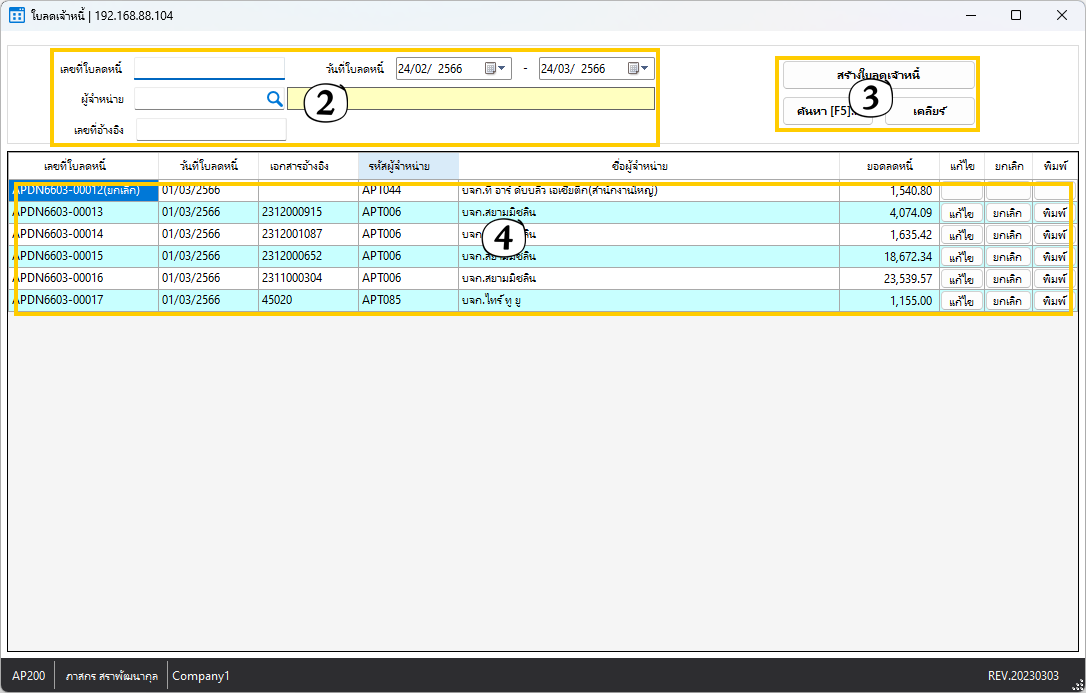 ใบลดเจ้าหนี้ | 192.168.88.104
เลขที่ใบลดหนี้ วันที่ใบลดหนี้ 24/02/ 2566 - 24/03/ 2566
ผู้จำหน่าย
เลขที่อ้างอิง
2
สร้างใบลดเจ้าหนี้
ค้นหา [F5] เคลียร์
3
เลขที่ใบลดหนี้ วันที่ใบลดหนี้ เอกสารอ้างอิง รหัสผู้จำหน่าย ชื่อผู้จำหน่าย ยอดลดหนี้ แก้ไข ยกเลิก พิมพ์
APDN6603-00012(ยกเลิก) 01/03/2566 APT044 บจก.ที อาร์ ดับบลิว เอเซียติก(สำนักงานใหญ่) 1,540.80
APDN6603-00013 01/03/2566 2312000915 APT006 บจก.สยามมิชลิน 4,074.09 แก้ไข ยกเลิก พิมพ์
APDN6603-00014 01/03/2566 2312001087 APT006 บจก. ลิน 1,635.42 แก้ไข ยกเลิก พิมพ์
4
APDN6603-00015 01/03/2566 2312000652 APT006 บจก.สยามมิชลิน 18,672.34 แก้ไข ยกเลิก พิมพ์
APDN6603-00016 01/03/2566 2311000304 APT006 บจก.สยามมิชลิน 23,539.57 แก้ไข ยกเลิก พิมพ์
APDN6603-00017 01/03/2566 45020 APT085 บจก.ไทร์ ทู ยู 1,155.00 แก้ไข ยกเลิก พิมพ์
AP200 ภาสกร สราพัฒนากุล Company1 REV.20230303